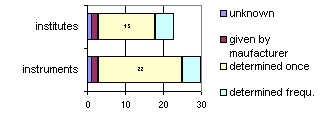 unknown
institutes
15
given by
maufacturer
determined once
instruments
22
determined frequ.
0
10
20
30